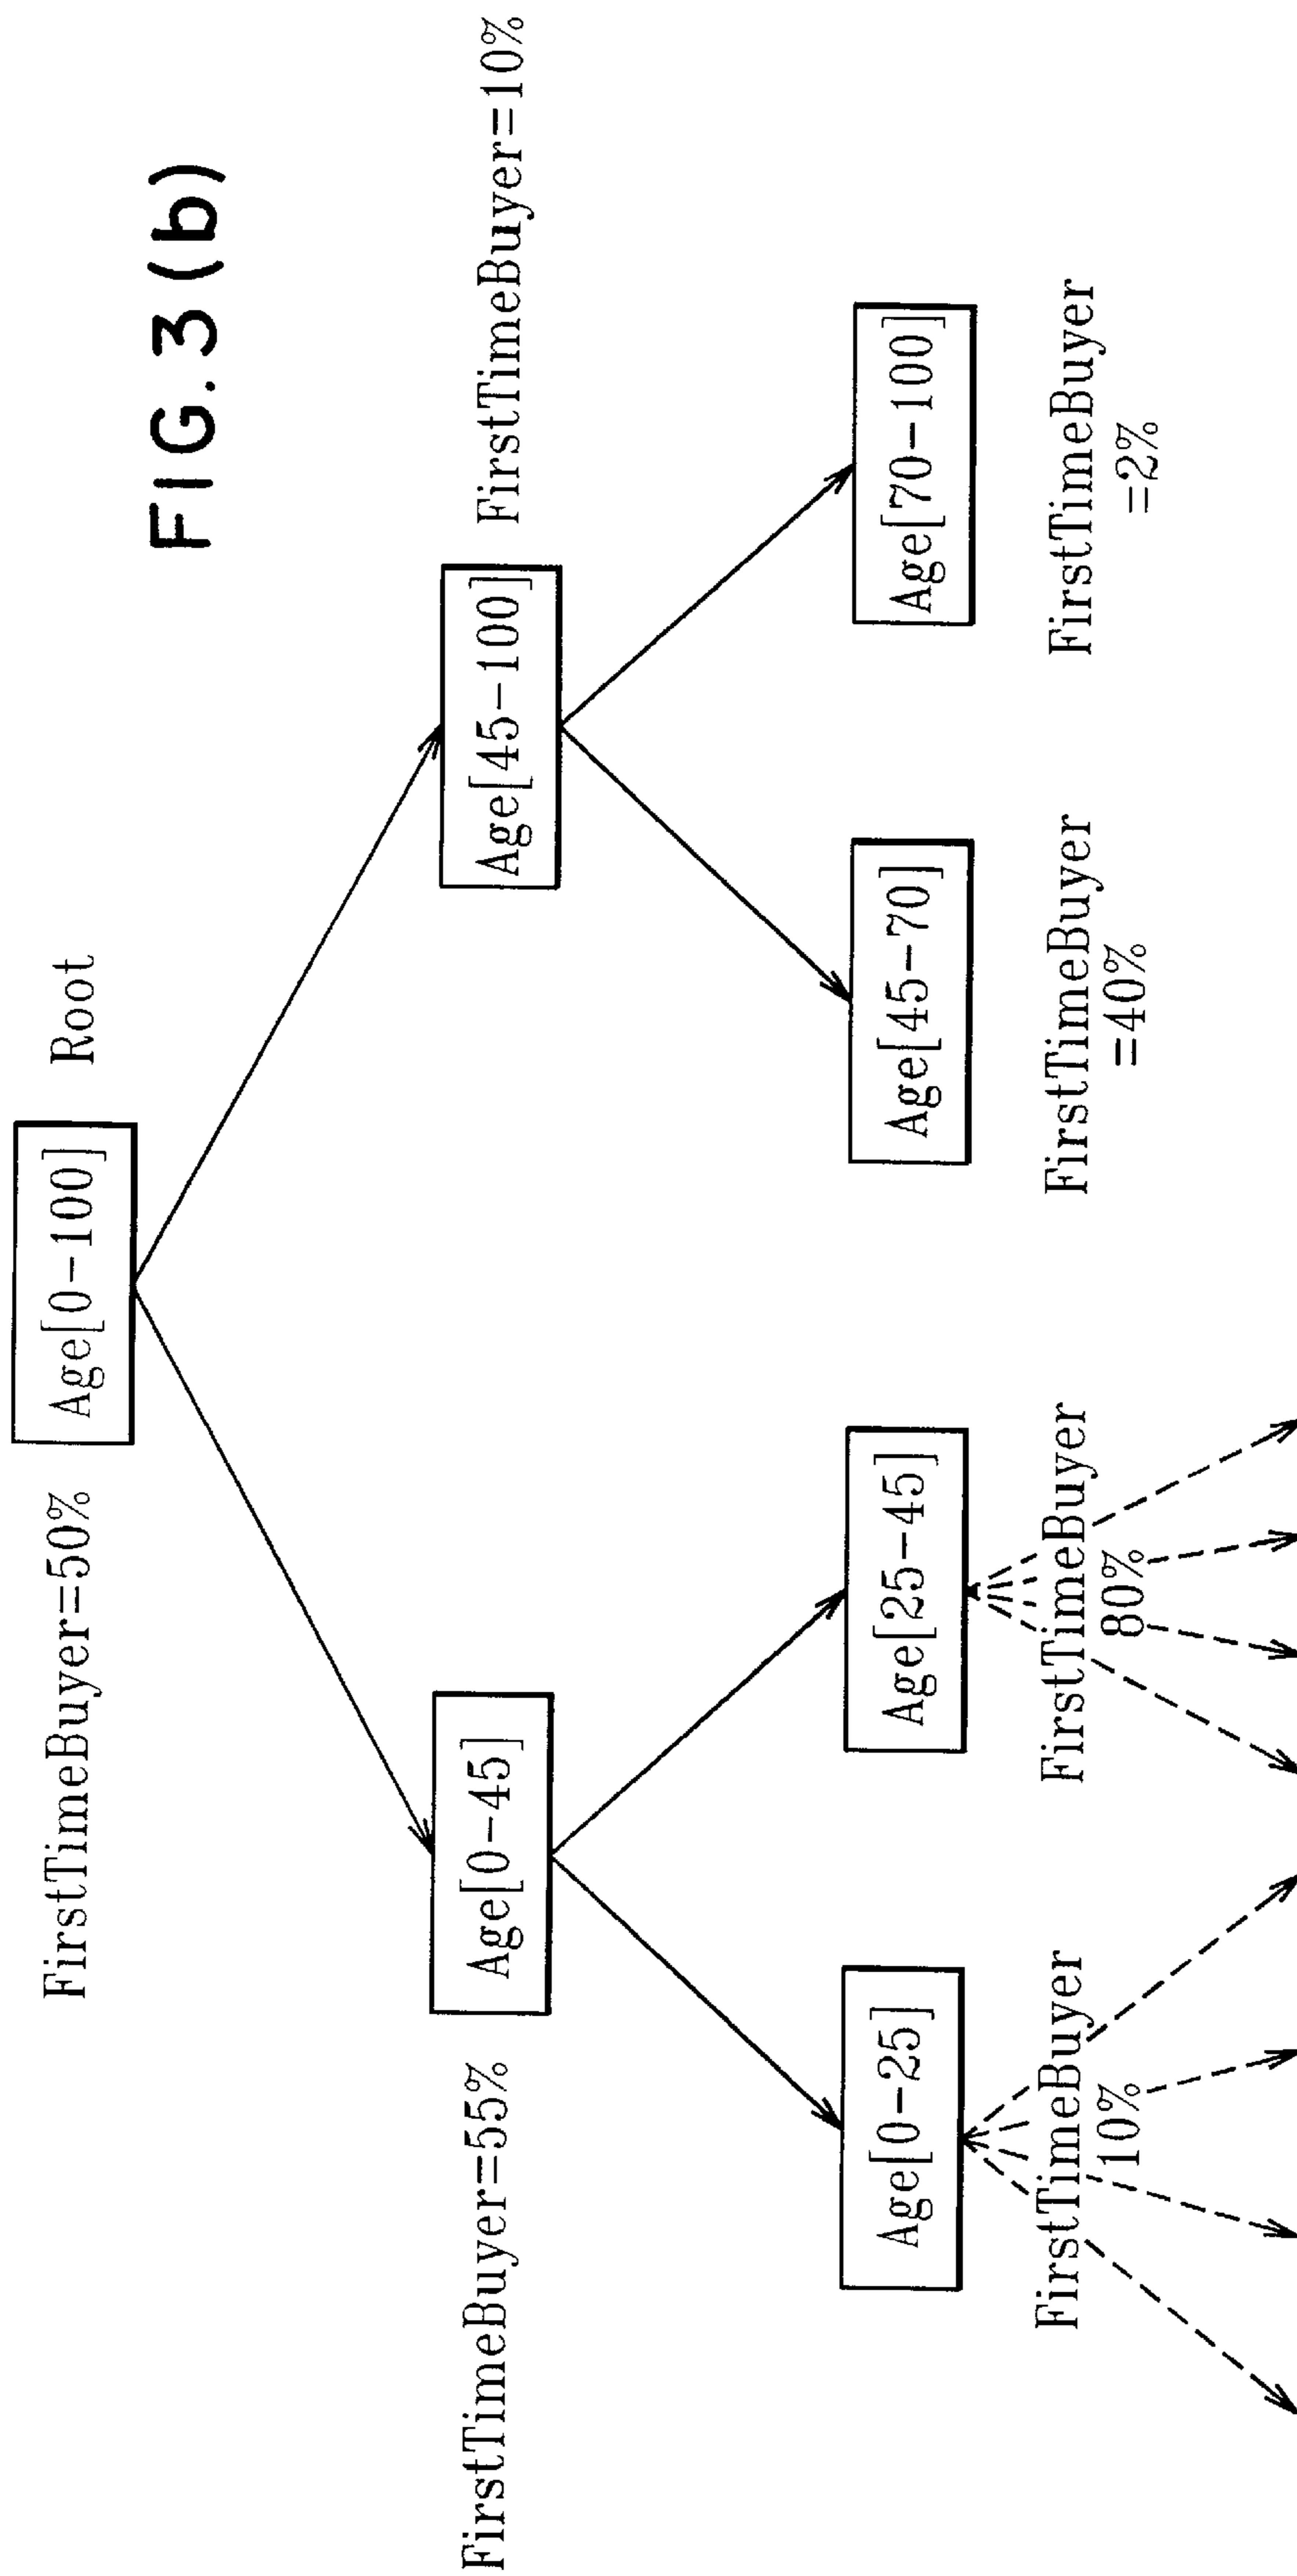 FIG.3(b)
FirstTimeBuyer=50%
Age[0-100]
Root
FirstTimeBuyer=55%
Age[0-45]
Age[45-100]
FirstTimeBuyer=10%
Age[0-25]
Age[25-45]
Age[45-70]
Age[70-100]
FirstTimeBuyer
10%
FirstTimeBuyer
80%
FirstTimeBuyer
=40%
FirstTimeBuyer
=2%